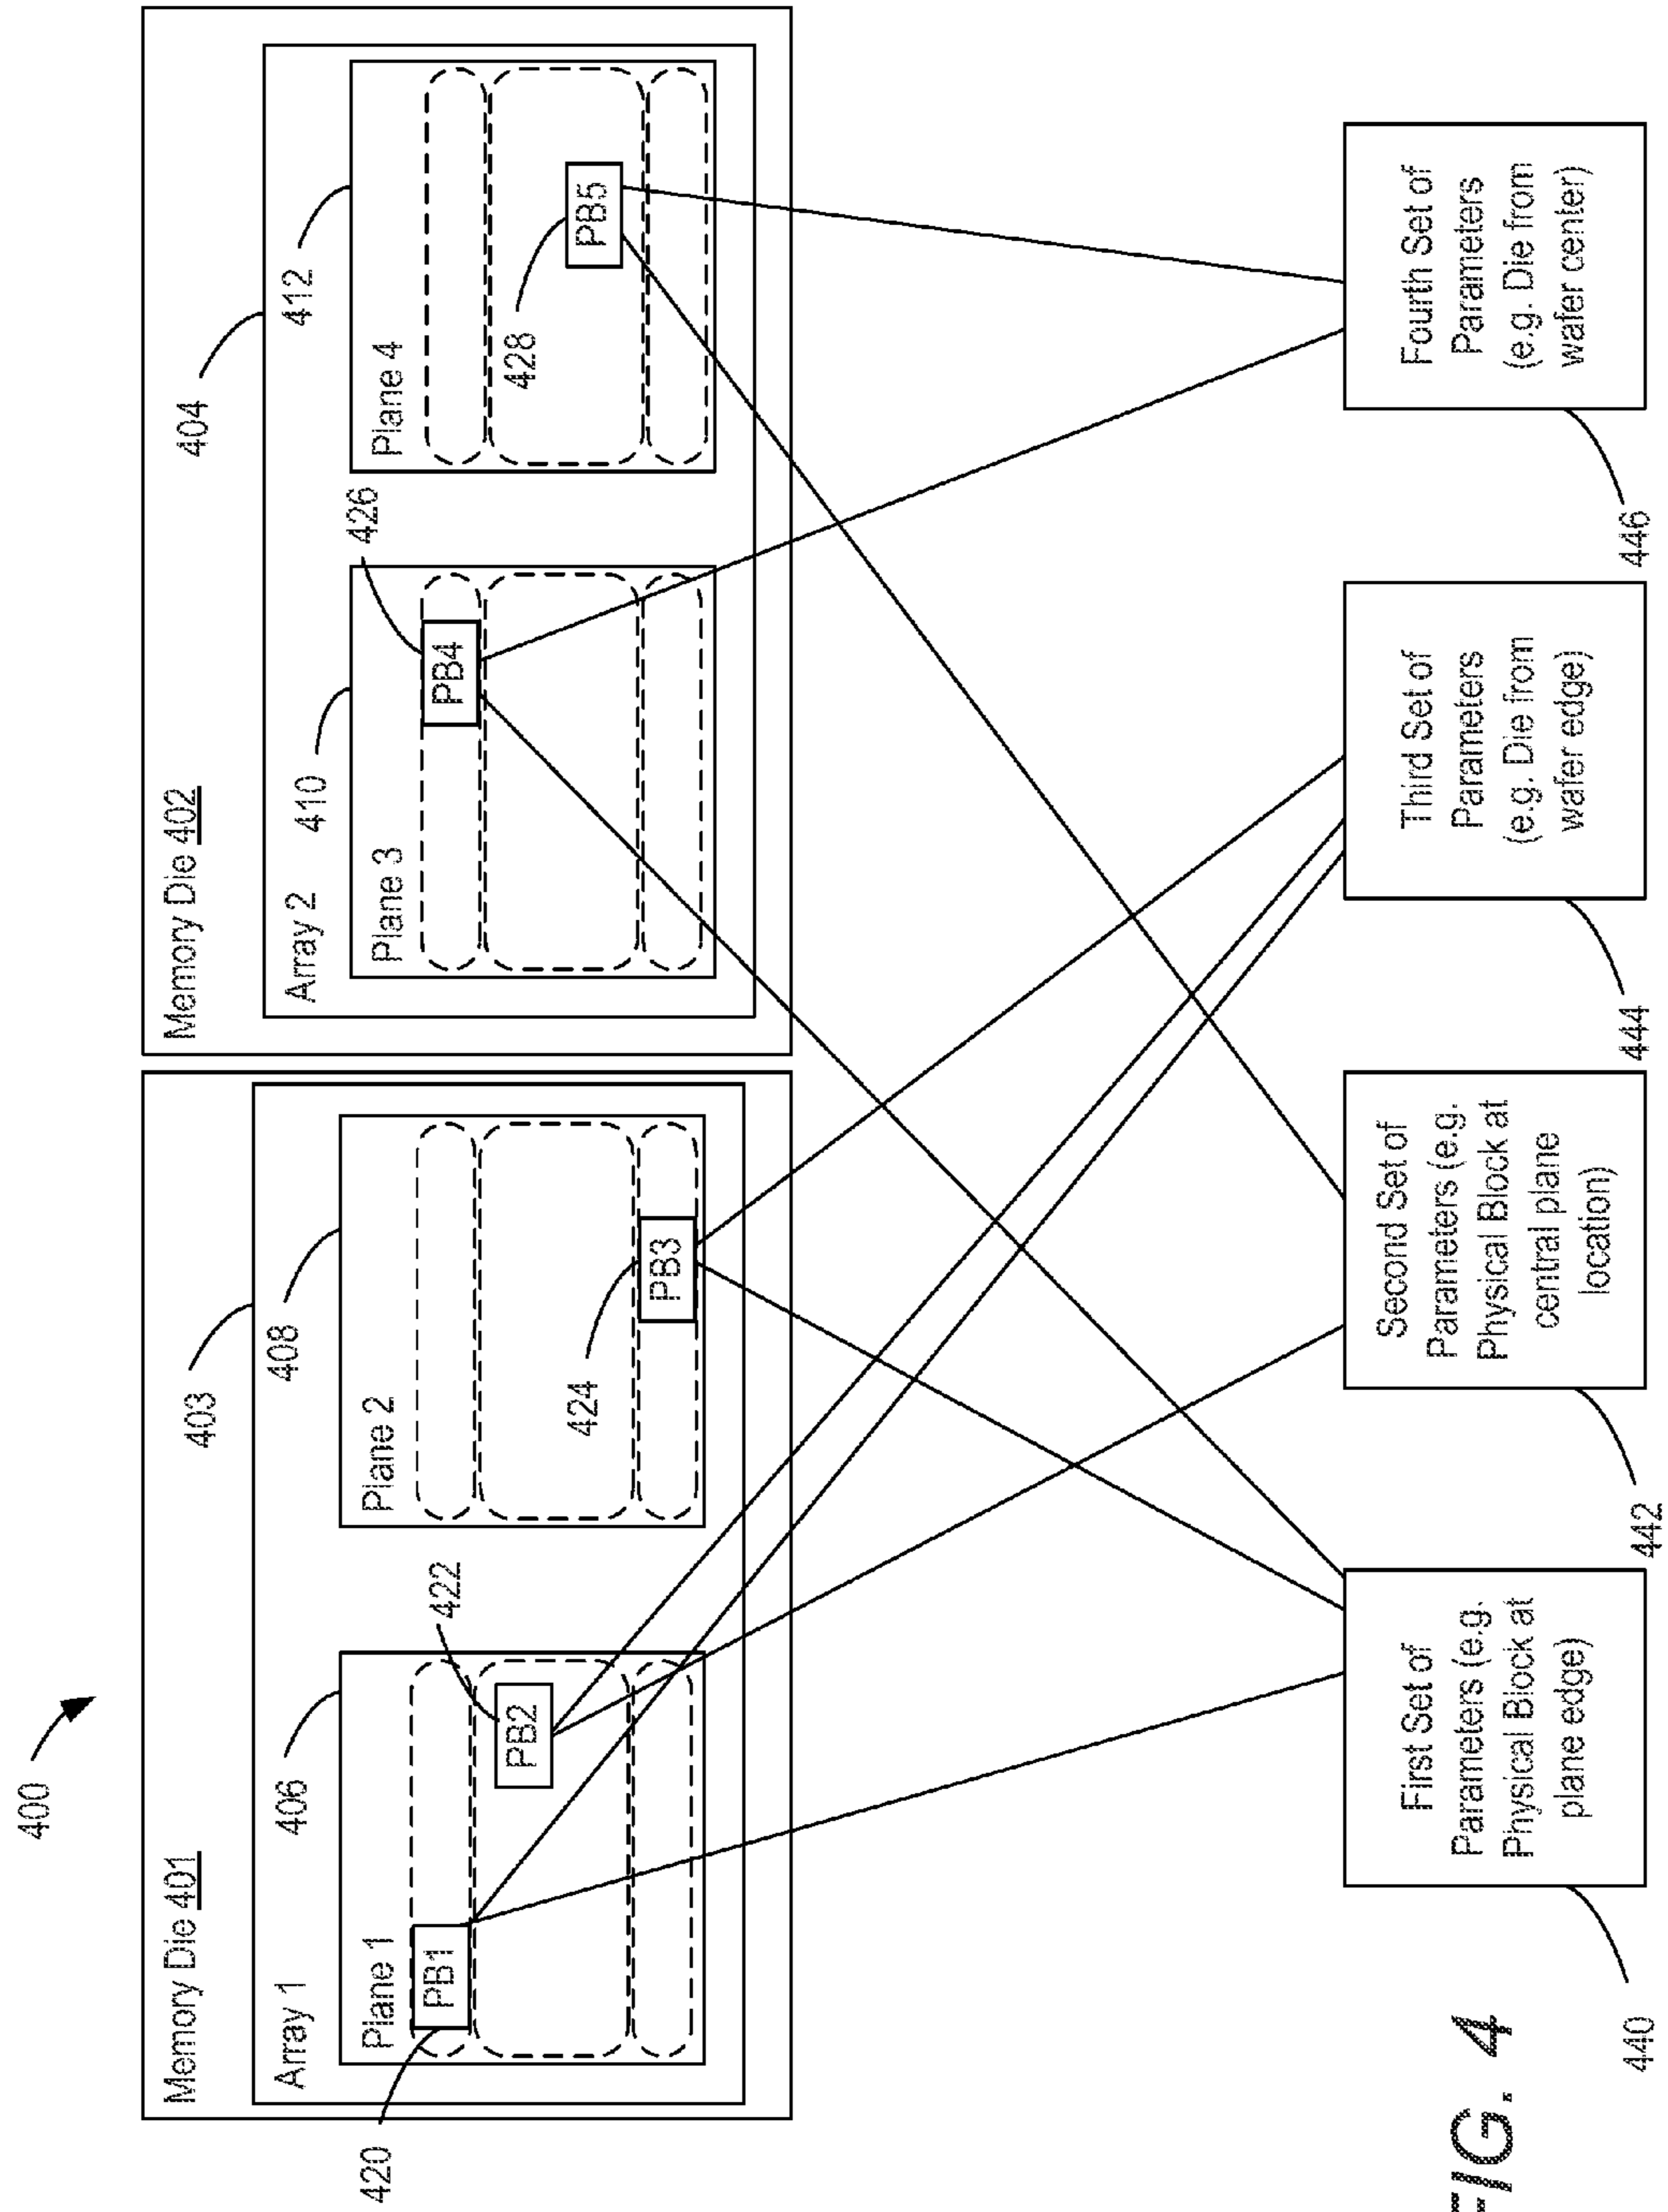 400
Memory Die 401
403
Array 1
406
Plane 1
PB1
420
PB2
422
408
Plane 2
PB3
424
Memory Die 402
404
Array 2
410
Plane 3
PB4
426
412
Plane 4
PB5
428
First Set of
Parameters (e.g.
Physical Block at
plane edge)
440
Second Set of
Parameters (e.g.
Physical Block at
central plane
location)
442
Third Set of
Parameters
(e.g. Die from
wafer edge)
444
Fourth Set of
Parameters
(e.g. Die from
wafer center)
446
FIG. 4